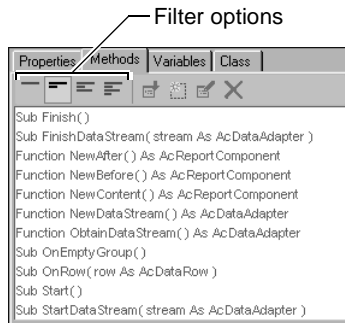 Filter options
Properties Methods Variables Class
Sub Finish()
Sub FinishDataStream( stream As AcDataAdapter )
Function NewAfter() As AcReportComponent
Function NewBefore() As AcReportComponent
Function NewContent() As AcReportComponent
Function NewDataStream() As AcDataAdapter
Function ObtainDataStream() As AcDataAdapter
Sub OnEmptyGroup()
Sub OnRow( row As AcDataRow )
Sub Start()
Sub StartDataStream( stream As AcDataAdapter )